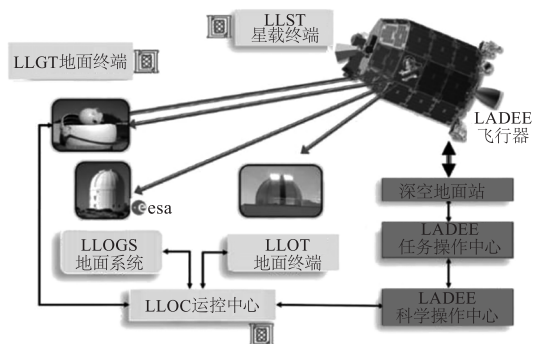 LLST
星载终端
LLGT地面终端
LADEE
飞行器
esa
深空地面站
LLOGS
地面系统
LLOT
地面终端
LADEE
任务操作中心
LLOC运控中心
LADEE
科学操作中心